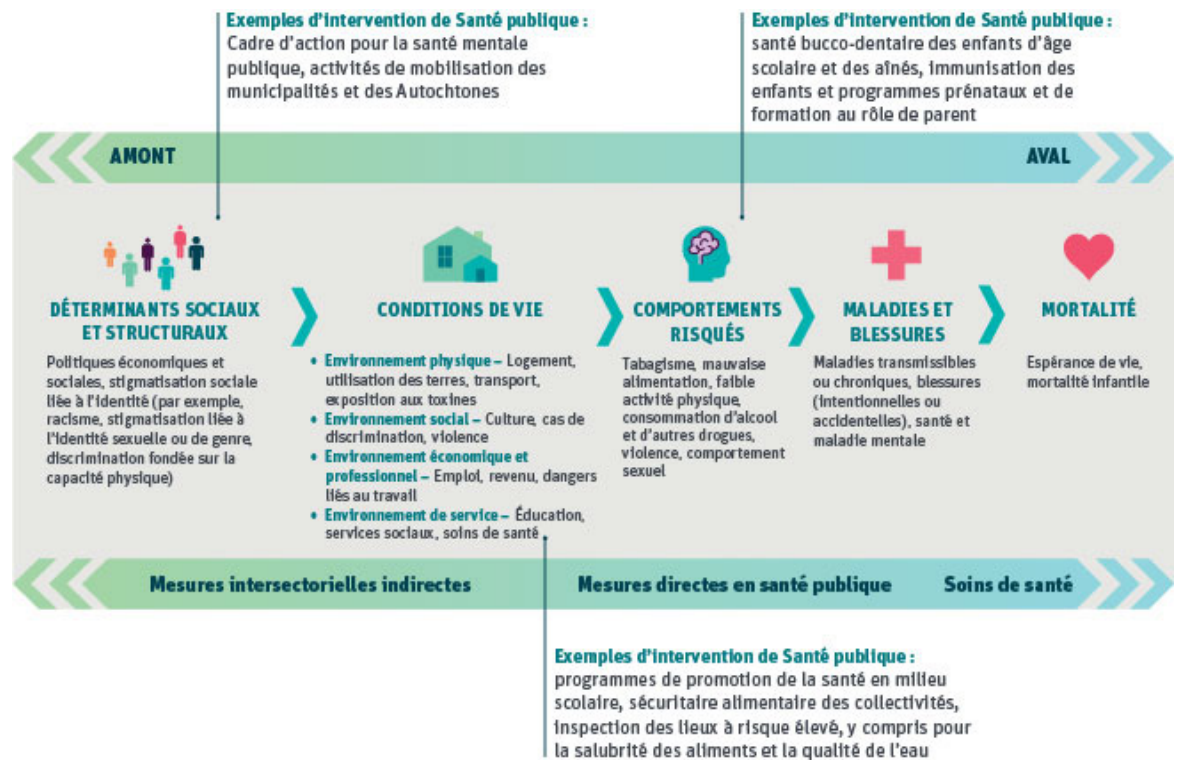 Exemples d'intervention de Santé publique :
Cadre d'action pour la santé mentale
publique, activités de mobilisation des
municipalités et des Autochtones
Exemples d'intervention de Santé publique :
santé bucco-dentaire des enfants d'âge
scolaire et des aînés, immunisation des
enfants et programmes prénataux et de
formation au rôle de parent
AMONT
AVAL
DÉTERMINANTS SOCIAUX
ET STRUCTURAUX
Politiques économiques et
sociales, stigmatisation sociale
liée à l'identité (par exemple,
racisme, stigmatisation liée à
l'identité sexuelle ou de genre,
discrimination fondée sur la
capacité physique)
CONDITIONS DE VIE
• Environnement physique – Logement,
utilisation des terres, transport,
exposition aux toxines
• Environnement social – Culture, cas de
discrimination, violence
• Environnement économique et
professionnel – Emploi, revenu, dangers
liés au travail
• Environnement de service – Éducation,
services sociaux, soins de santé
COMPORTEMENTS
RISQUÉS
Tabagisme, mauvaise
alimentation, faible
activité physique,
consommation d'alcool
et d'autres drogues,
violence, comportement
sexuel
MALADIES ET
BLESSURES
Maladies transmissibles
ou chroniques, blessures
(intentionnelles ou
accidentelles), santé et
maladie mentale
MORTALITÉ
Espérance de vie,
mortalité infantile
Mesures intersectorielles indirectes
Mesures directes en santé publique
Soins de santé
Exemples d'intervention de Santé publique :
programmes de promotion de la santé en milieu
scolaire, sécuritaire alimentaire des collectivités,
inspection des lieux à risque élevé, y compris pour
la salubrité des aliments et la qualité de l'eau